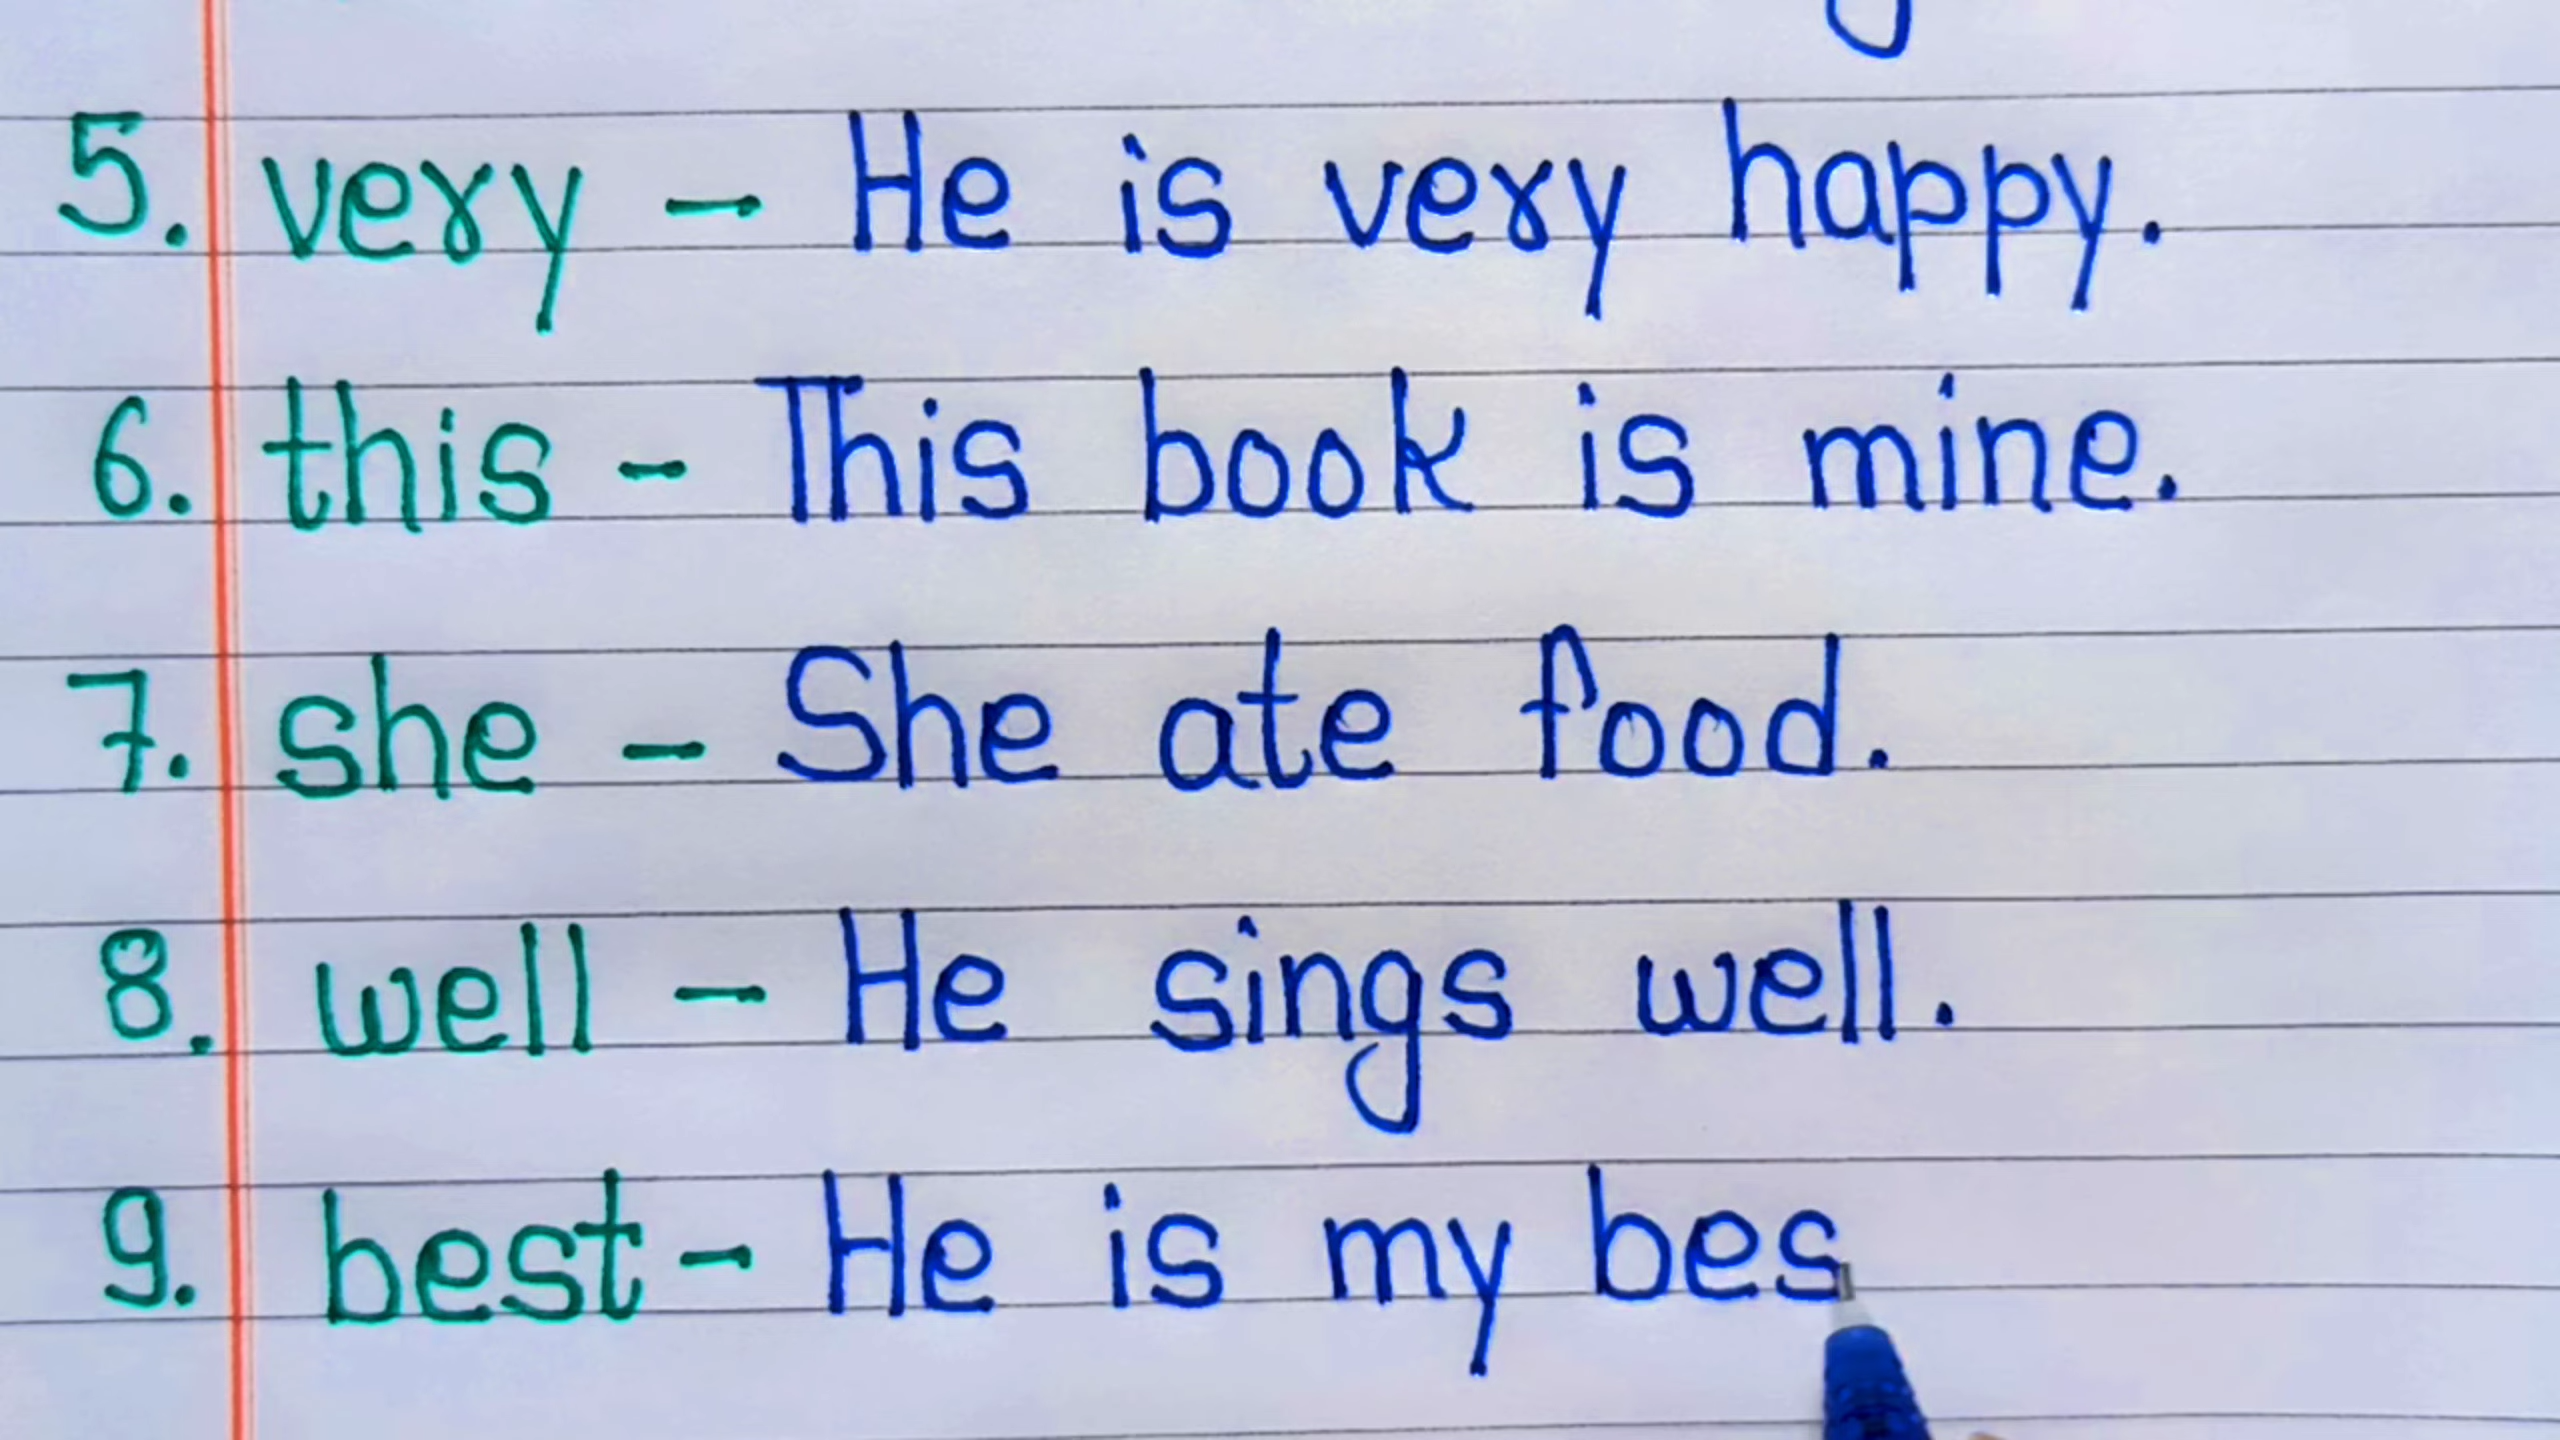 5. very - He is very happy.
6. this - This book is mine.
7. she - She ate food.
8. well - He sings well.
9. best - He is my bes